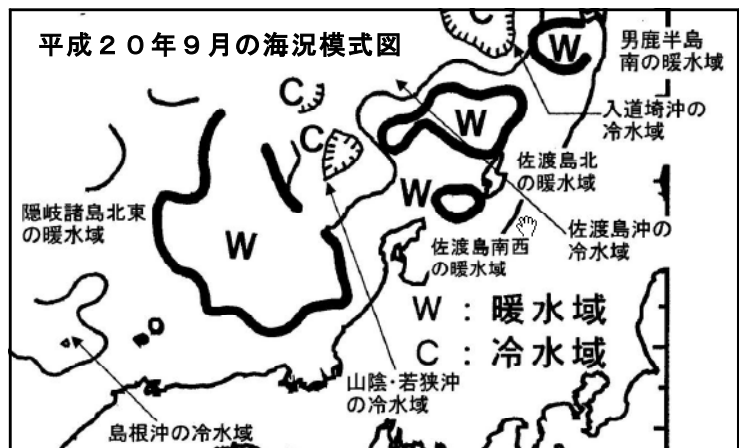 平成２０年９月の海況模式図
C
W
男鹿半島
南の暖水域
C
W
入道埼沖の
冷水域
C
佐渡島北
の暖水域
W
隠岐諸島北東
の暖水域
W
佐渡島沖の
冷水域
佐渡島南西
の暖水域
W : 暖水域
C : 冷水域
山陰・若狭沖
の冷水域
島根沖の冷水域